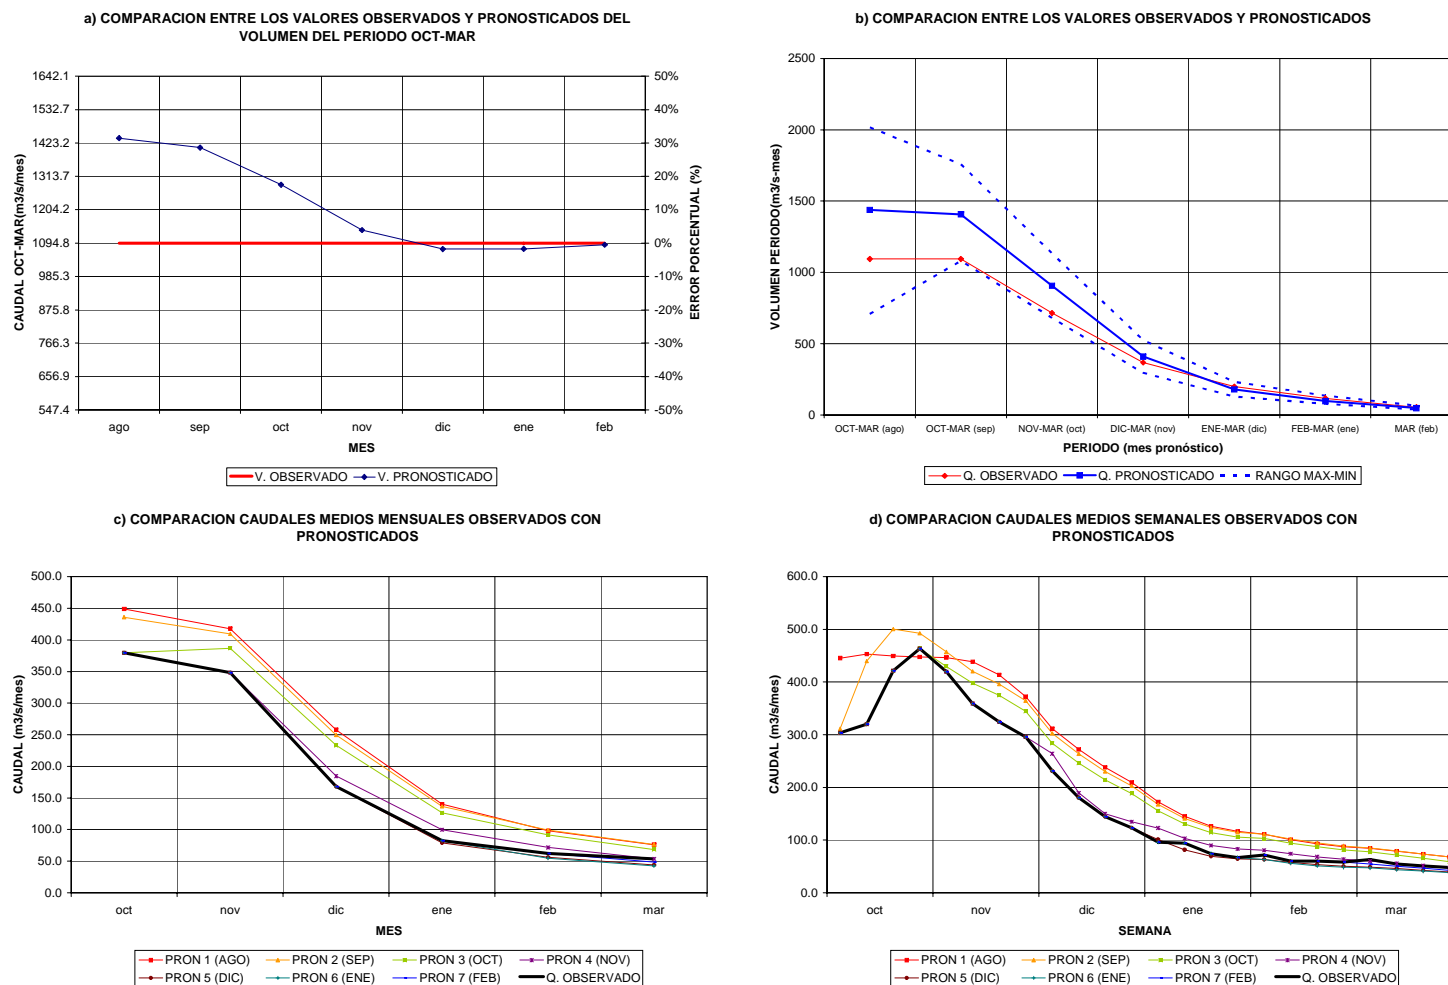 a) COMPARACION ENTRE LOS VALORES OBSERVADOS Y PRONOSTICADOS DEL
VOLUMEN DEL PERIODO OCT-MAR
1642.1
1532.7
1423.2
1313.7
1204.2
1094.8
985.3
875.8
766.3
656.9
547.4
CAUDAL OCT-MAR(m3/s/mes)
50%
40%
30%
20%
10%
0%
-10%
-20%
-30%
-40%
-50%
ERROR PORCENTUAL (%)
ago sep oct nov dic ene feb
MES
V. OBSERVADO V. PRONOSTICADO
b) COMPARACION ENTRE LOS VALORES OBSERVADOS Y PRONOSTICADOS
2500
2000
1500
1000
500
0
VOLUMEN PERIODO(m3/s-mes)
OCT-MAR (ago) OCT-MAR (sep) NOV-MAR (oct) DIC-MAR (nov) ENE-MAR (dic) FEB-MAR (ene) MAR (feb)
PERIODO (mes pronóstico)
Q. OBSERVADO Q. PRONOSTICADO RANGO MAX-MIN
c) COMPARACION CAUDALES MEDIOS MENSUALES OBSERVADOS CON
PRONOSTICADOS
500.0
450.0
400.0
350.0
300.0
250.0
200.0
150.0
100.0
50.0
0.0
CAUDAL (m3/s/mes)
oct nov dic ene feb mar
MES
PRON 1 (AGO) PRON 2 (SEP) PRON 3 (OCT) PRON 4 (NOV)
PRON 5 (DIC) PRON 6 (ENE) PRON 7 (FEB) Q. OBSERVADO
d) COMPARACION CAUDALES MEDIOS SEMANALES OBSERVADOS CON
PRONOSTICADOS
600.0
500.0
400.0
300.0
200.0
100.0
0.0
CAUDAL (m3/s/mes)
oct nov dic ene feb mar
SEMANA
PRON 1 (AGO) PRON 2 (SEP) PRON 3 (OCT) PRON 4 (NOV)
PRON 5 (DIC) PRON 6 (ENE) PRON 7 (FEB) Q. OBSERVADO